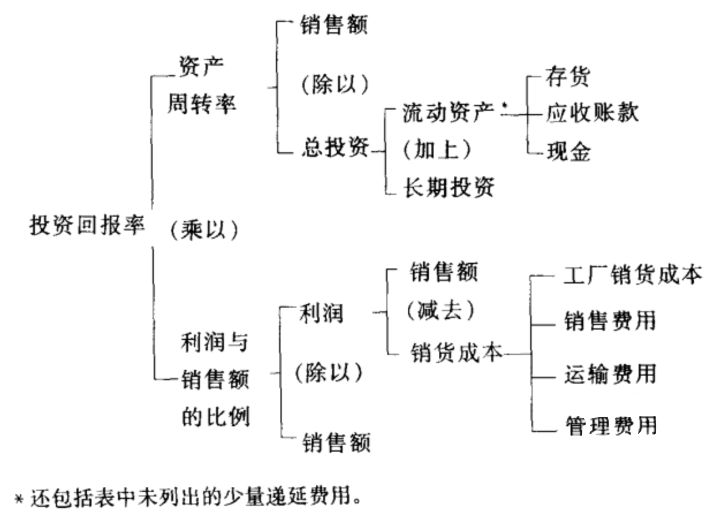 销售额
资产
周转率
(除以)
存货
流动资产*
应收账款
总投资
(加上)
现金
长期投资
投资回报率
(乘以)
销售额
工厂销货成本
利润
(减去)
销售费用
利润与
销货成本
销售额
(除以)
运输费用
的比例
管理费用
销售额
* 还包括表中未列出的少量递延费用。